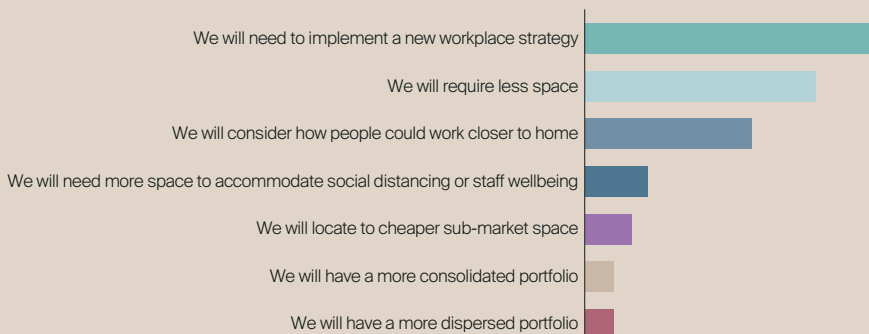 We will need to implement a new workplace strategy
We will require less space
We will consider how people could work closer to home
We will need more space to accommodate social distancing or staff wellbeing
We will locate to cheaper sub-market space
We will have a more consolidated portfolio
We will have a more dispersed portfolio